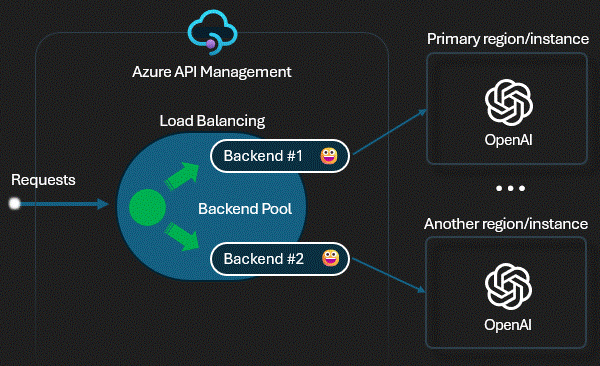 Primary region/instance
Azure API Management
OpenAI
Load Balancing
Backend #1
Requests
Backend Pool
Another region/instance
Backend #2
OpenAI